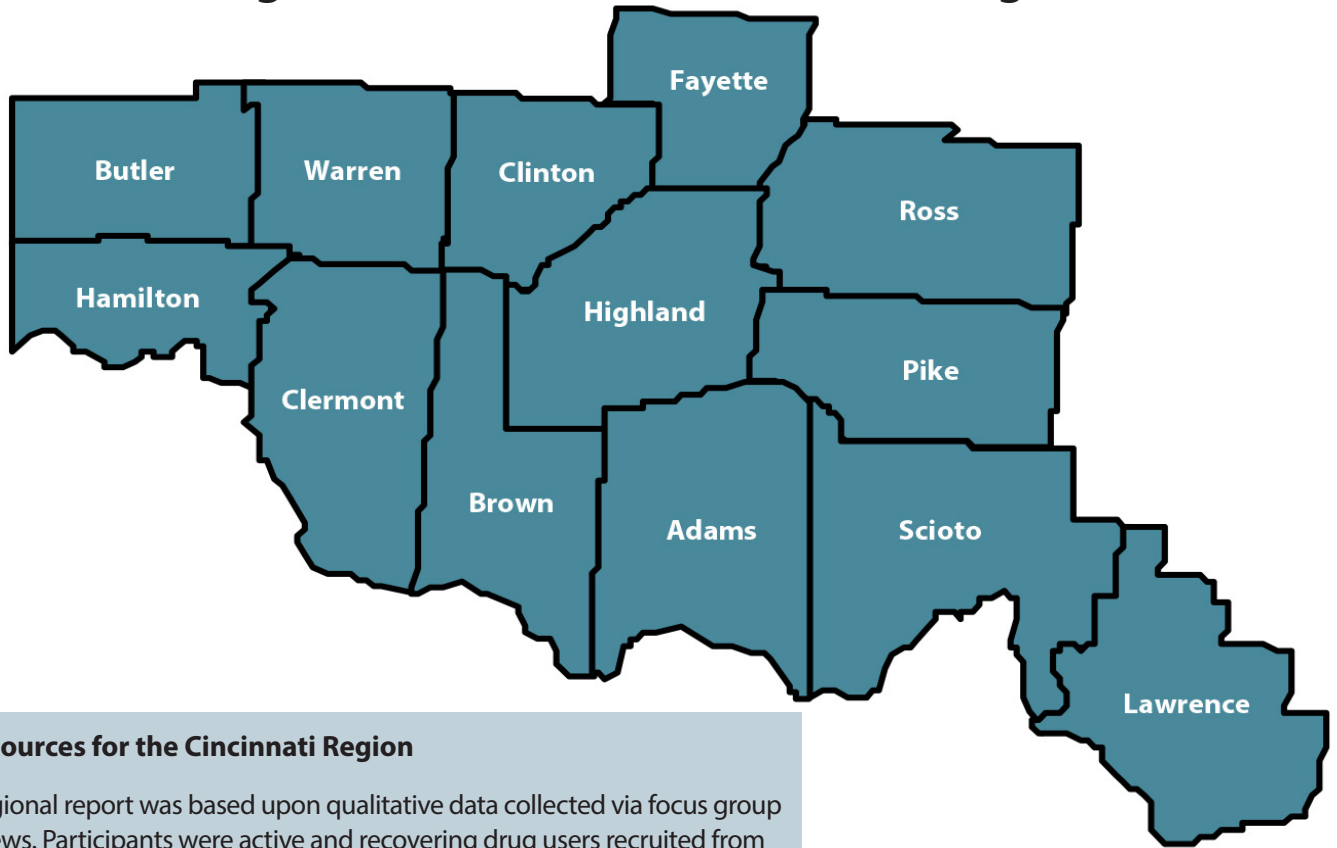 Fayette
Butler
Warren
Clinton
Ross
Hamilton
Highland
Pike
Clermont
Brown
Adams
Scioto
Lawrence
ources for the Cincinnati Region
gional report was based upon qualitative data collected via focus group
ews. Participants were active and recovering drug users recruited from